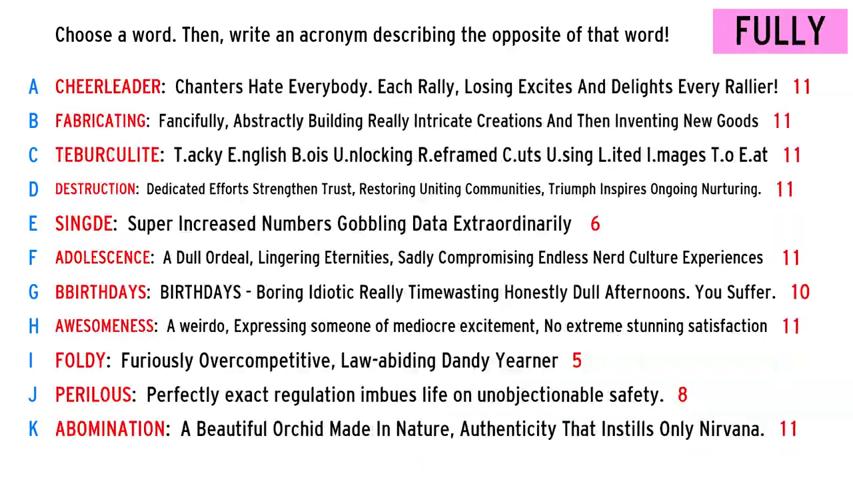 Choose a word. Then, write an acronym describing the opposite of that word!
FULLY
A CHEERLEADER: Chanters Hate Everybody. Each Rally, Losing Excites And Delights Every Rallier! 11
B FABRICATING: Fancifully, Abstractly Building Really Intricate Creations And Then Inventing New Goods 11
C TEBURCULITE: T.acky E.nglish B.ois U.nlocking R.eframed C.uts U.sing L.ited I.mages T.o E.at 11
D DESTRUCTION: Dedicated Efforts Strengthen Trust, Restoring Uniting Communities, Triumph Inspires Ongoing Nurturing. 11
E SINGDE: Super Increased Numbers Gobbling Data Extraordinarily 6
F ADOLESCENCE: A Dull Ordeal, Lingering Eternities, Sadly Compromising Endless Nerd Culture Experiences 11
G BBIRTHDAYS: BIRTHDAYS - Boring Idiotic Really Timewasting Honestly Dull Afternoons. You Suffer. 10
H AWESOMENESS: A weirdo, Expressing someone of mediocre excitement, No extreme stunning satisfaction 11
I FOLDY: Furiously Overcompetitive, Law-abiding Dandy Yearner 5
J PERILOUS: Perfectly exact regulation imbues life on unobjectionable safety. 8
K ABOMINATION: A Beautiful Orchid Made In Nature, Authenticity That Instills Only Nirvana. 11